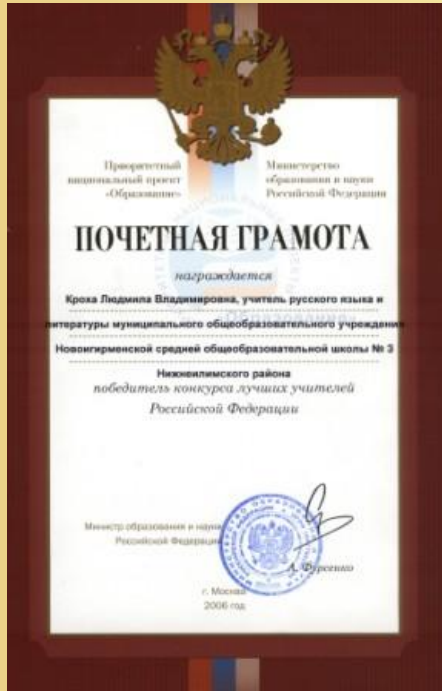 Приоритетный
национальный проект
«Образование»
Министерство
образования и науки
Российской Федерации
ПОЧЕТНАЯ ГРАМОТА
награждается
Кроха Людмила Владимировна, учитель русского языка и
литературы муниципального общеобразовательного учреждения
Новоигирменской средней общеобразовательной школы № 3
Нижнеилимского района
победитель конкурса лучших учителей
Российской Федерации
Министр образования и науки
Российской Федерации
А. Фурсенко
г. Москва
2006 год